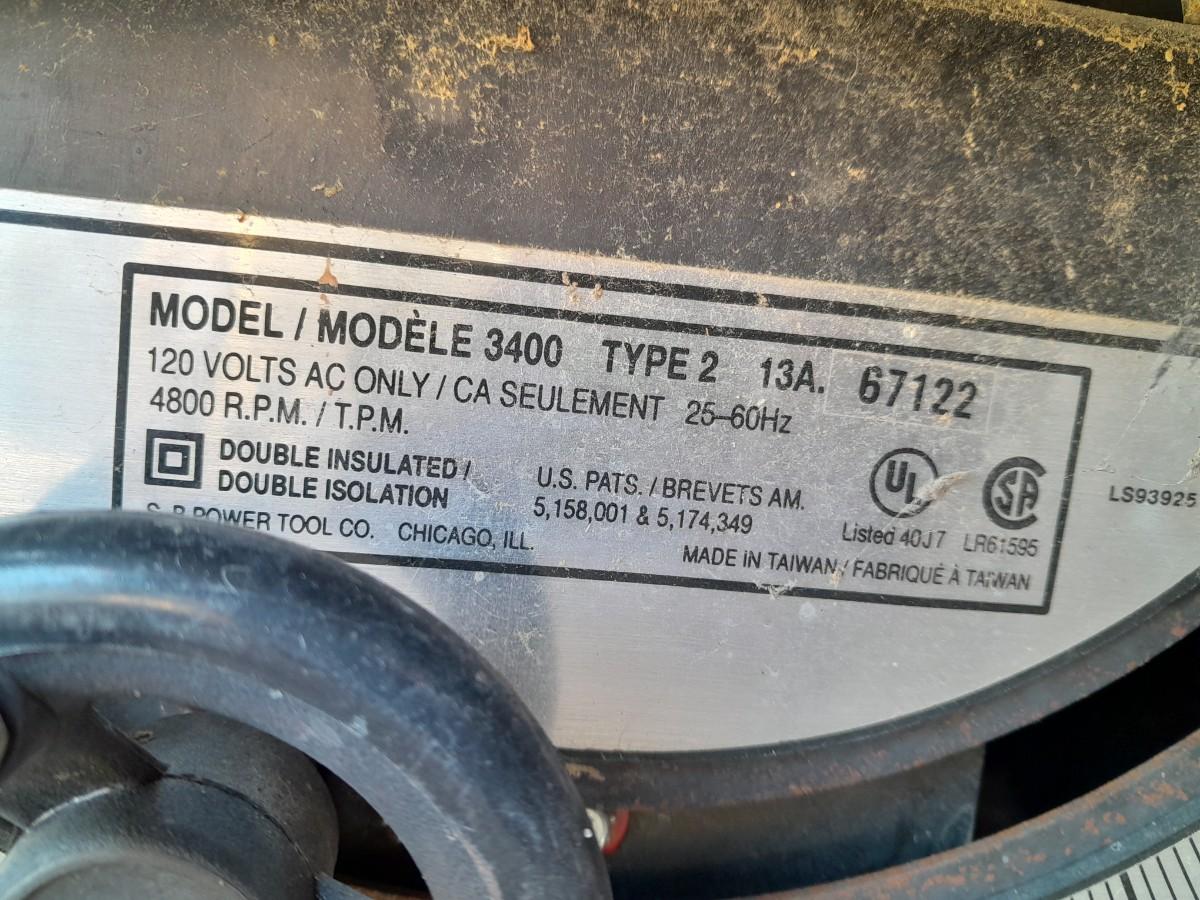 MODEL / MODÈLE 3400 TYPE 2 13A. 67122
120 VOLTS AC ONLY / CA SEULEMENT 25–60Hz
4800 R.P.M. / T.P.M.
DOUBLE INSULATED /
DOUBLE ISOLATION
U.S. PATS. / BREVETS AM.
5,158,001 & 5,174,349
UL
Listed 40J7
SA
LR61595
S-B POWER TOOL CO. CHICAGO, ILL.
MADE IN TAIWAN / FABRIQUÉ À TAIWAN
LS93925